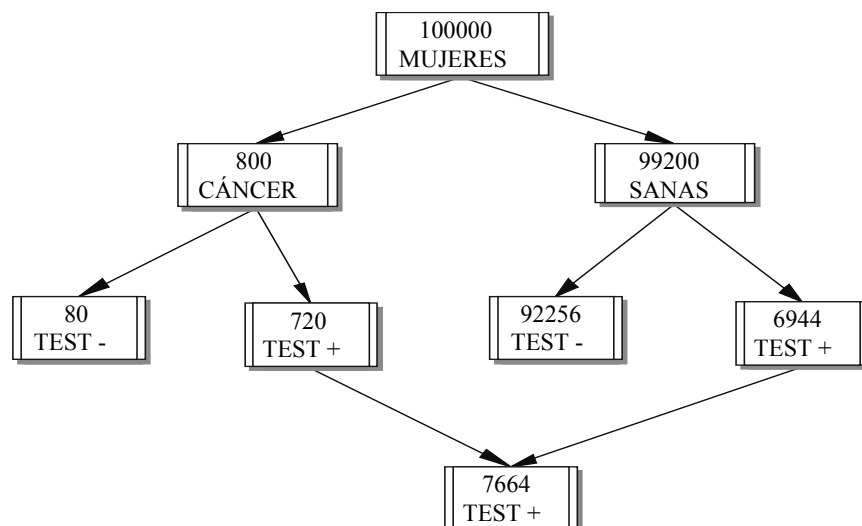 100000
MUJERES
800
CÁNCER
99200
SANAS
80
TEST -
720
TEST +
92256
TEST -
6944
TEST +
7664
TEST +